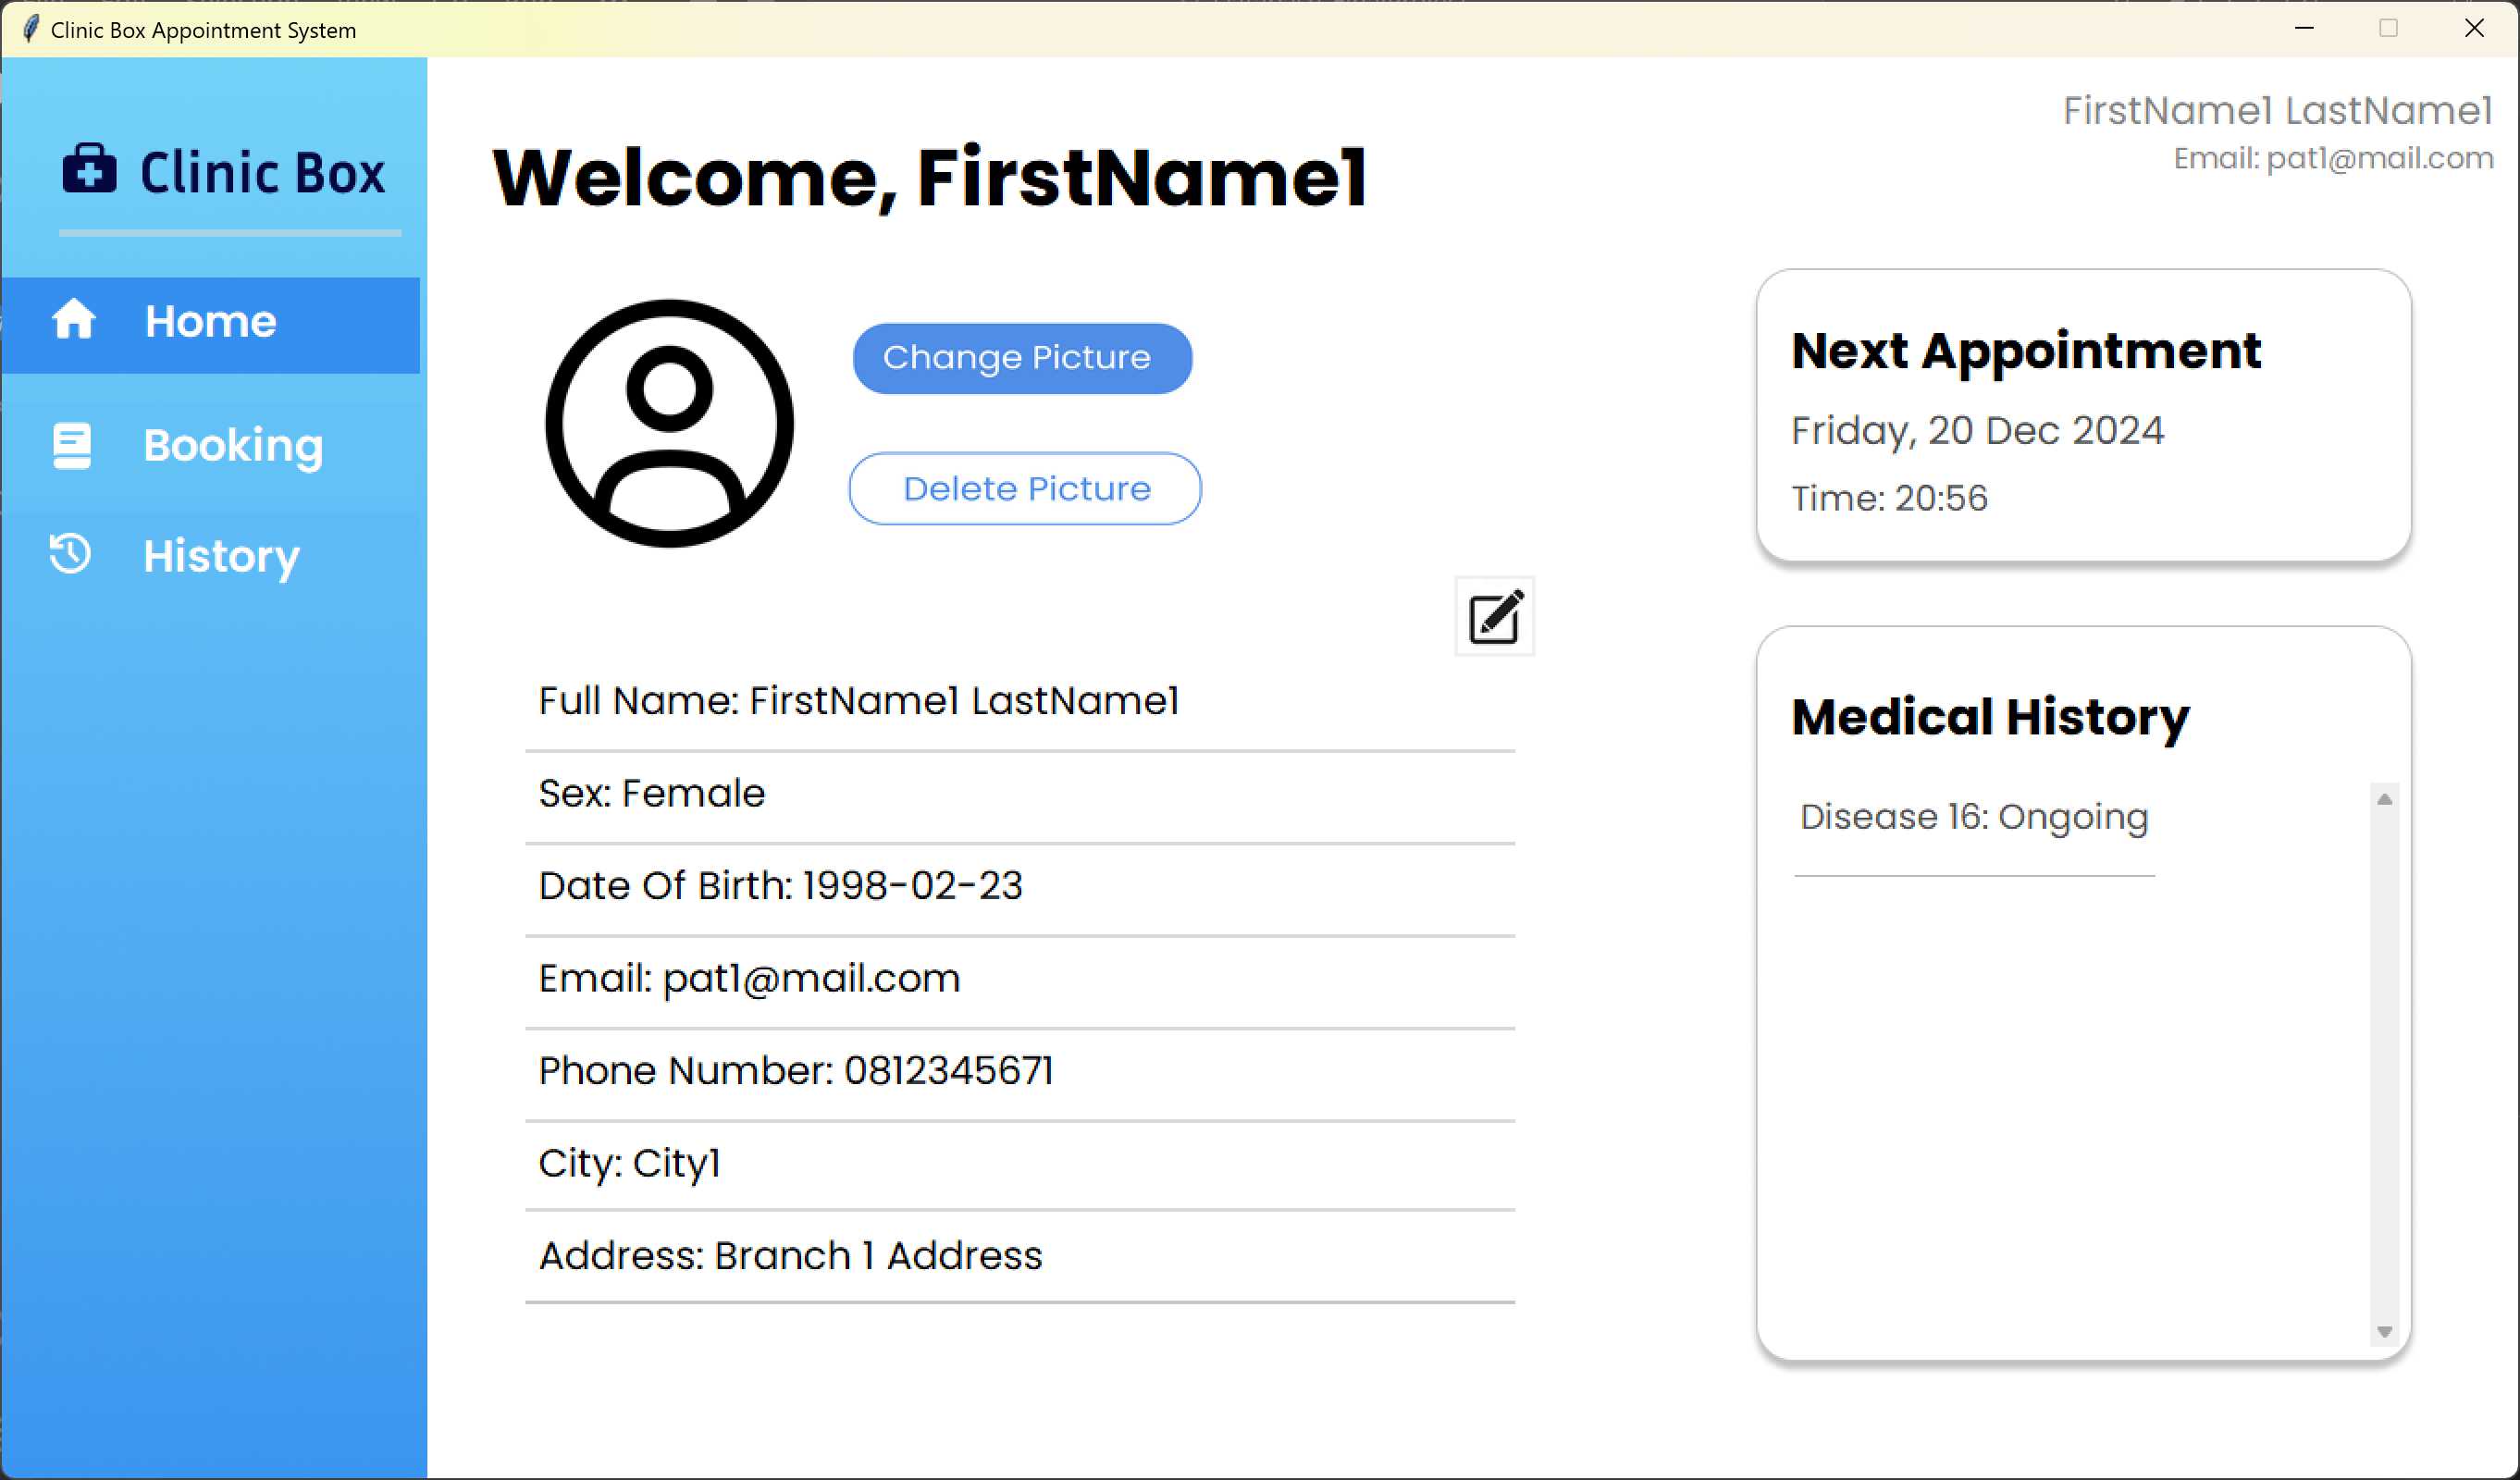 Clinic Box Appointment System
Clinic Box
Home
Booking
History
Welcome, FirstName1
FirstName1 LastName1
Email: pat1@mail.com
Change Picture
Delete Picture
Full Name: FirstName1 LastName1
Sex: Female
Date Of Birth: 1998-02-23
Email: pat1@mail.com
Phone Number: 0812345671
City: City1
Address: Branch 1 Address
Next Appointment
Friday, 20 Dec 2024
Time: 20:56
Medical History
Disease 16: Ongoing